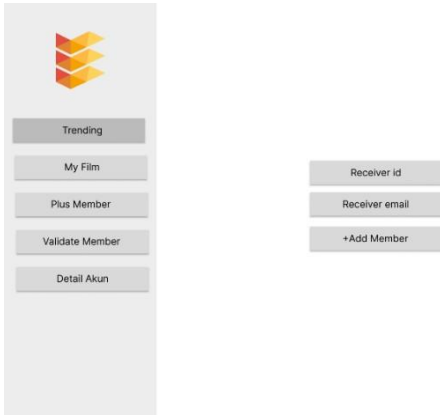 Trending
My Film
Plus Member
Validate Member
Detail Akun
Receiver id
Receiver email
+Add Member